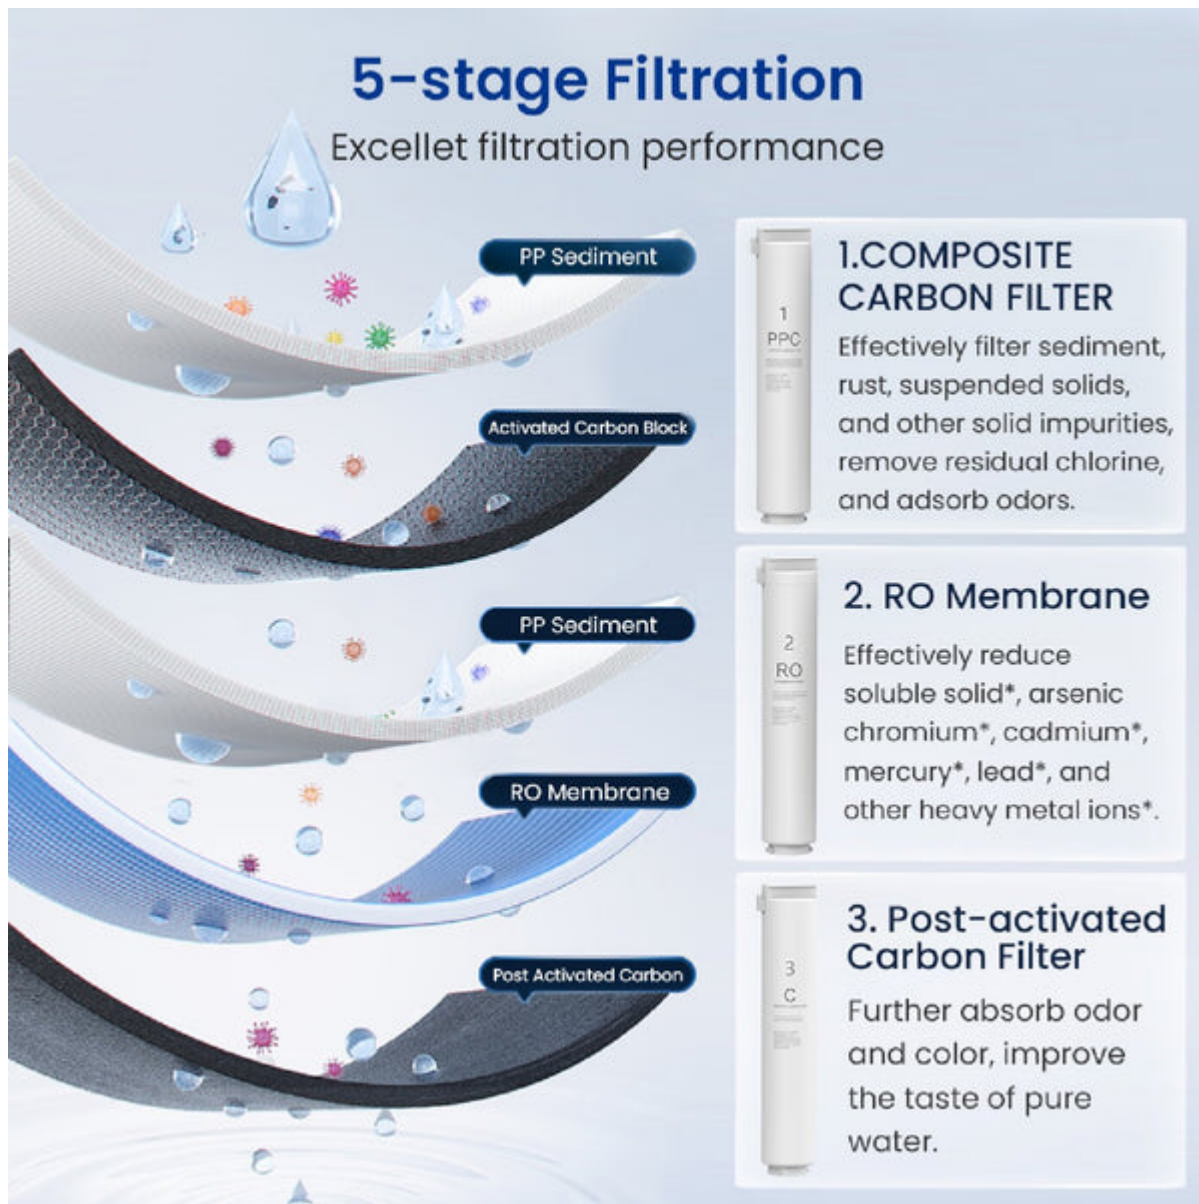 5-stage Filtration
Excellet filtration performance
PP Sediment
Activated Carbon Block
PP Sediment
RO Membrane
Post Activated Carbon
1
PPC
1.COMPOSITE
CARBON FILTER
Effectively filter sediment,
rust, suspended solids,
and other solid impurities,
remove residual chlorine,
and adsorb odors.
2
RO
2. RO Membrane
Effectively reduce
soluble solid*, arsenic
chromium*, cadmium*,
mercury*, lead*, and
other heavy metal ions*.
3
C
3. Post-activated
Carbon Filter
Further absorb odor
and color, improve
the taste of pure
water.